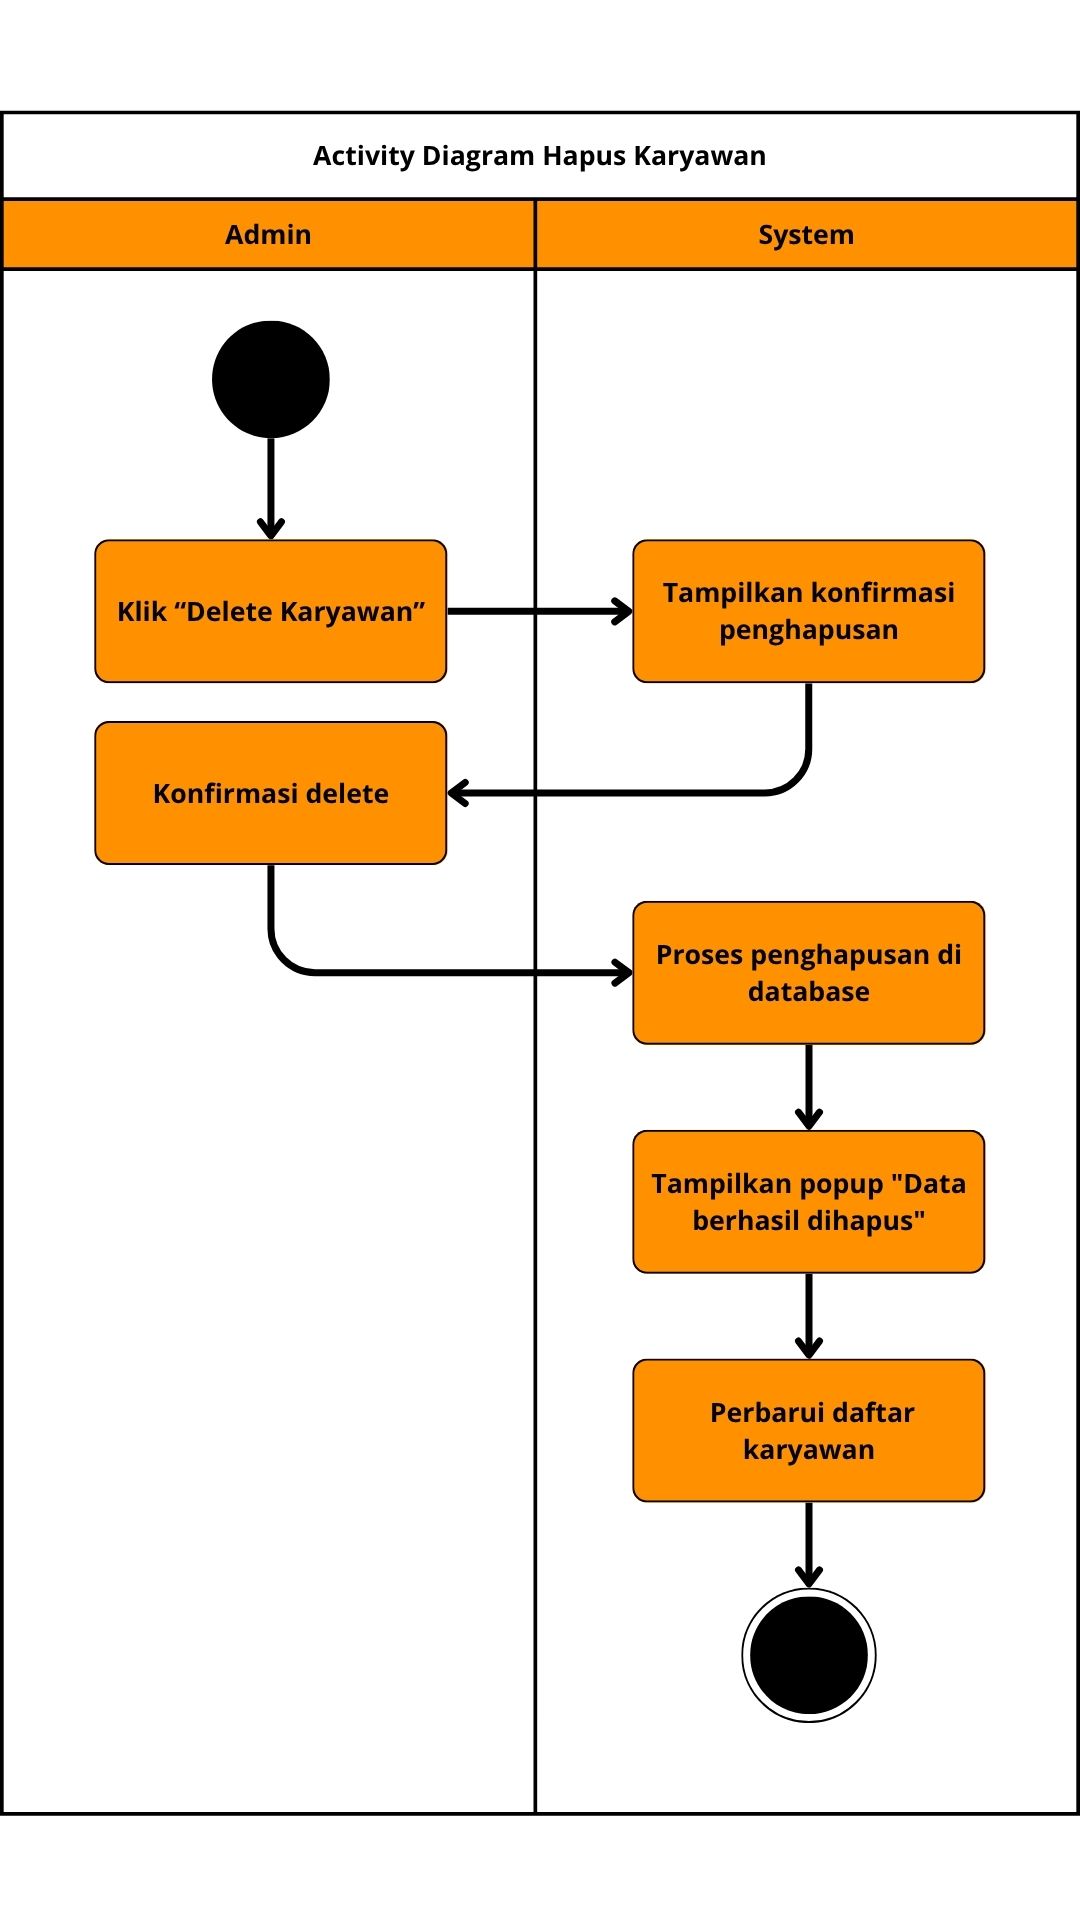 Activity Diagram Hapus Karyawan
Admin
System
Klik “Delete Karyawan”
Tampilkan konfirmasi
penghapusan
Konfirmasi delete
Proses penghapusan di
database
Tampilkan popup "Data
berhasil dihapus"
Perbarui daftar
karyawan